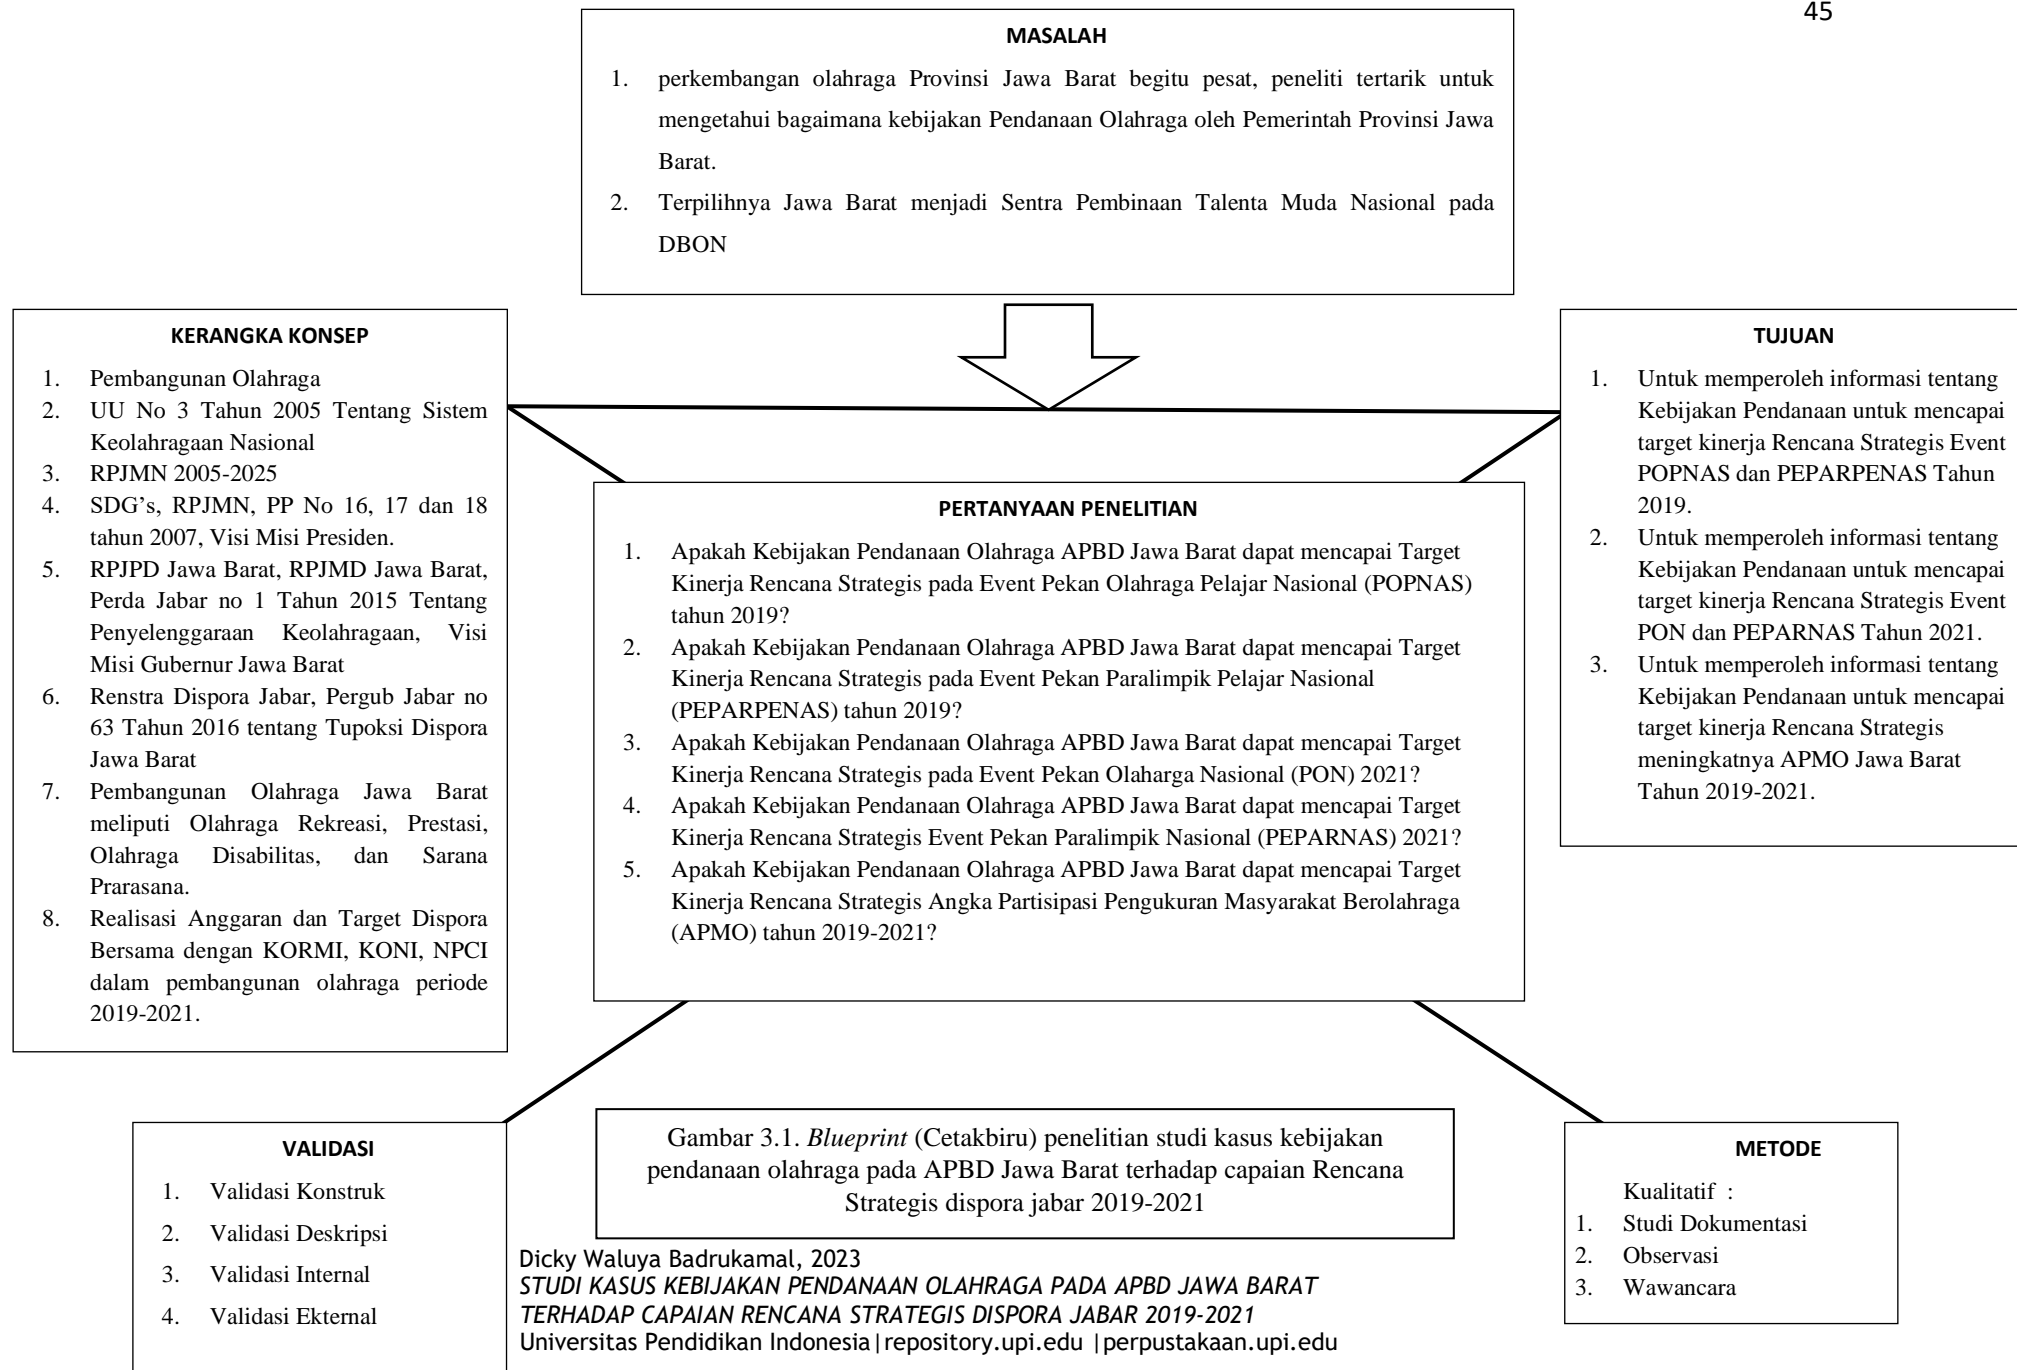 45
MASALAH
1. perkembangan olahraga Provinsi Jawa Barat begitu pesat, peneliti tertarik untuk
mengetahui bagaimana kebijakan Pendanaan Olahraga oleh Pemerintah Provinsi Jawa
Barat.
2. Terpilihnya Jawa Barat menjadi Sentra Pembinaan Talenta Muda Nasional pada
DBON
KERANGKA KONSEP
1. Pembangunan Olahraga
2. UU No 3 Tahun 2005 Tentang Sistem
Keolahragaan Nasional
3. RPJMN 2005-2025
4. SDG’s, RPJMN, PP No 16, 17 dan 18
tahun 2007, Visi Misi Presiden.
5. RPJPD Jawa Barat, RPJMD Jawa Barat,
Perda Jabar no 1 Tahun 2015 Tentang
Penyelenggaraan Keolahragaan, Visi
Misi Gubernur Jawa Barat
6. Renstra Dispora Jabar, Pergub Jabar no
63 Tahun 2016 tentang Tupoksi Dispora
Jawa Barat
7. Pembangunan Olahraga Jawa Barat
meliputi Olahraga Rekreasi, Prestasi,
Olahraga Disabilitas, dan Sarana
Prarasana.
8. Realisasi Anggaran dan Target Dispora
Bersama dengan KORMI, KONI, NPCI
dalam pembangunan olahraga periode
2019-2021.
PERTANYAAN PENELITIAN
1. Apakah Kebijakan Pendanaan Olahraga APBD Jawa Barat dapat mencapai Target
Kinerja Rencana Strategis pada Event Pekan Olahraga Pelajar Nasional (POPNAS)
tahun 2019?
2. Apakah Kebijakan Pendanaan Olahraga APBD Jawa Barat dapat mencapai Target
Kinerja Rencana Strategis pada Event Pekan Paralimpik Pelajar Nasional
(PEPARPENAS) tahun 2019?
3. Apakah Kebijakan Pendanaan Olahraga APBD Jawa Barat dapat mencapai Target
Kinerja Rencana Strategis pada Event Pekan Olaharga Nasional (PON) 2021?
4. Apakah Kebijakan Pendanaan Olahraga APBD Jawa Barat dapat mencapai Target
Kinerja Rencana Strategis Event Pekan Paralimpik Nasional (PEPARNAS) 2021?
5. Apakah Kebijakan Pendanaan Olahraga APBD Jawa Barat dapat mencapai Target
Kinerja Rencana Strategis Angka Partisipasi Pengukuran Masyarakat Berolahraga
(APMO) tahun 2019-2021?
TUJUAN
1. Untuk memperoleh informasi tentang
Kebijakan Pendanaan untuk mencapai
target kinerja Rencana Strategis Event
POPNAS dan PEPARPENAS Tahun
2019.
2. Untuk memperoleh informasi tentang
Kebijakan Pendanaan untuk mencapai
target kinerja Rencana Strategis Event
PON dan PEPARNAS Tahun 2021.
3. Untuk memperoleh informasi tentang
Kebijakan Pendanaan untuk mencapai
target kinerja Rencana Strategis
meningkatnya APMO Jawa Barat
Tahun 2019-2021.
VALIDASI
1. Validasi Konstruk
2. Validasi Deskripsi
3. Validasi Internal
4. Validasi Ekternal
Gambar 3.1. Blueprint (Cetakbiru) penelitian studi kasus kebijakan
pendanaan olahraga pada APBD Jawa Barat terhadap capaian Rencana
Strategis dispora jabar 2019-2021
METODE
Kualitatif :
1. Studi Dokumentasi
2. Observasi
3. Wawancara
Dicky Waluya Badrukamal, 2023
STUDI KASUS KEBIJAKAN PENDANAAN OLAHRAGA PADA APBD JAWA BARAT
TERHADAP CAPAIAN RENCANA STRATEGIS DISPORA JABAR 2019-2021
Universitas Pendidikan Indonesia|repository.upi.edu |perpustakaan.upi.edu